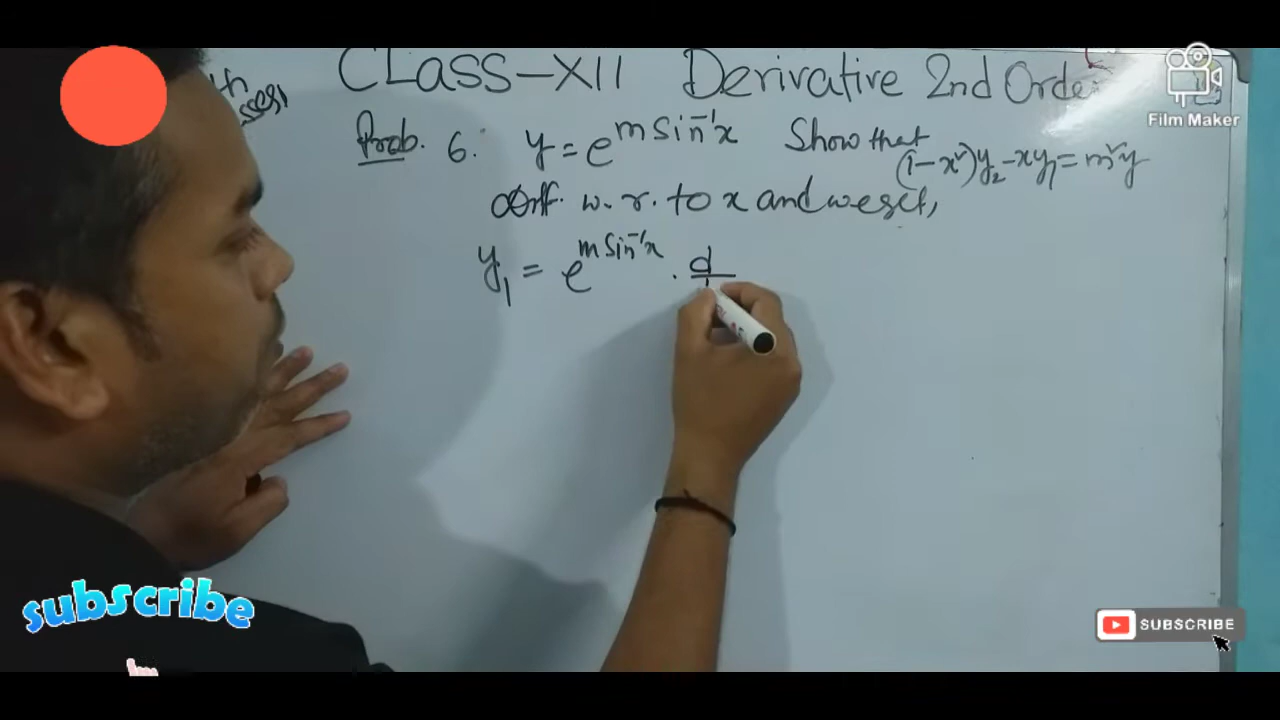 CLASS-XII Derivative 2nd Orde
Film Maker
Prob. 6: y = e^{m sin⁻¹x} Show that
(1-x²)y₂-xy₁=m²y
Diff. w. r. to x and we get,
y₁ = e^{m sin⁻¹x} · d
subscribe
SUBSCRIBE